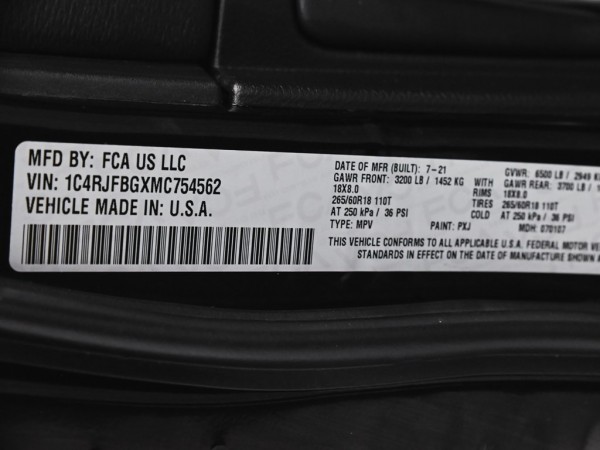 MFD BY: FCA US LLC
VIN: 1C4RJFBGXMC754562
VEHICLE MADE IN: U.S.A.
DATE OF MFR (BUILT): 7-21 GVWR: 6500 LB / 2949
GAWR FRONT: 3200 LB / 1452 KG GAWR REAR: 3700 LB /
18X8.0 RIMS 18X8.0
265/60R18 110T TIRES 265/60R18 110T
AT 250 kPa / 36 PSI COLD AT 250 kPa / 36 PSI
TYPE: MPV PAINT: PXJ MDH: 070107
THIS VEHICLE CONFORMS TO ALL APPLICABLE U.S.A. FEDERAL MOTOR
STANDARDS IN EFFECT ON THE DATE OF MANUFACTURE SHOWN